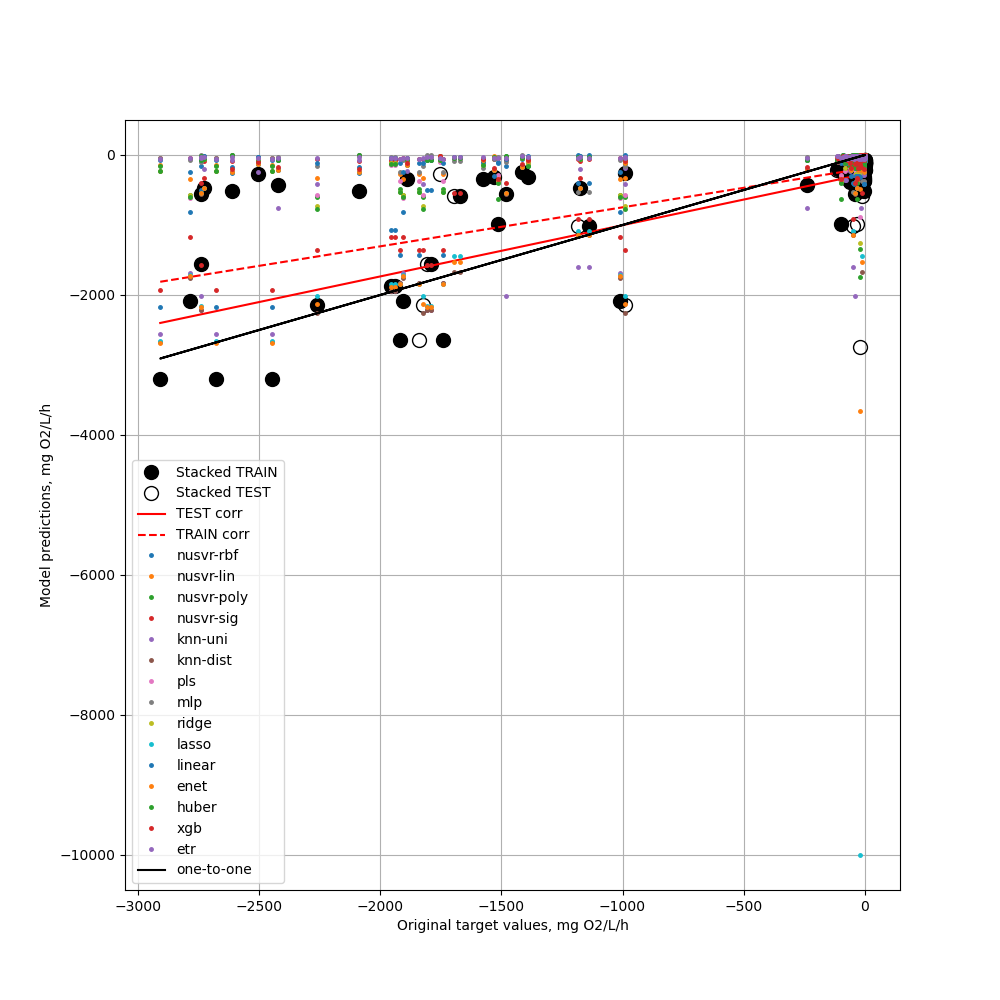 0
−2000
−4000
−6000
−8000
−10000
Model predictions, mg O2/L/h
Stacked TRAIN
Stacked TEST
TEST corr
TRAIN corr
nusvr-rbf
nusvr-lin
nusvr-poly
nusvr-sig
knn-uni
knn-dist
pls
mlp
ridge
lasso
linear
enet
huber
xgb
etr
one-to-one
−3000 −2500 −2000 −1500 −1000 −500 0
Original target values, mg O2/L/h